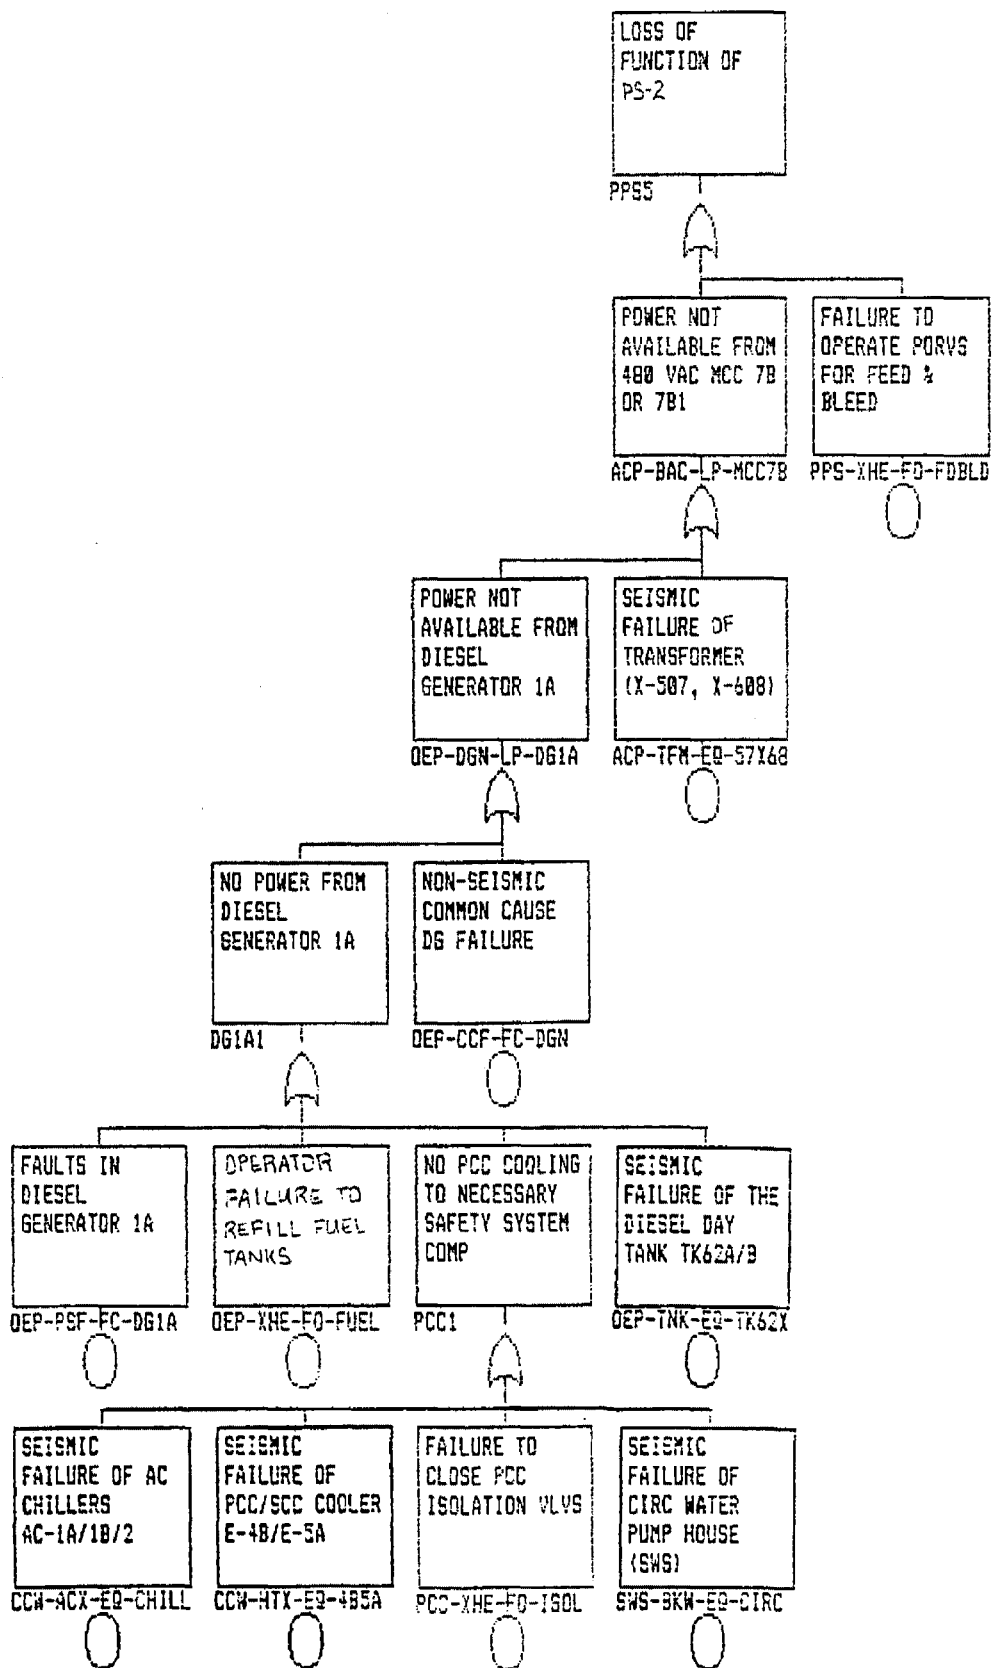 LOSS OF
FUNCTION OF
PS-2
PPS5
POWER NOT
AVAILABLE FROM
480 VAC MCC 7B
OR 7B1
ACP-BAC-LP-MCC7B
FAILURE TO
OPERATE PORVS
FOR FEED &
BLEED
PPS-XHE-FO-FDBLD
POWER NOT
AVAILABLE FROM
DIESEL
GENERATOR 1A
OEP-DGN-LP-DG1A
SEISMIC
FAILURE OF
TRANSFORMER
(X-507, X-608)
ACP-TFM-EQ-57X68
NO POWER FROM
DIESEL
GENERATOR 1A
DG1A1
NON-SEISMIC
COMMON CAUSE
DG FAILURE
OEP-CCF-FC-DGN
FAULTS IN
DIESEL
GENERATOR 1A
OEP-PSF-FC-DG1A
OPERATOR
FAILURE TO
REFILL FUEL
TANKS
OEP-XHE-FO-FUEL
NO PCC COOLING
TO NECESSARY
SAFETY SYSTEM
COMP
PCC1
SEISMIC
FAILURE OF THE
DIESEL DAY
TANK TK62A/B
OEP-TNK-EQ-TK62X
SEISMIC
FAILURE OF AC
CHILLERS
AC-1A/1B/2
CCW-ACX-EQ-CHILL
SEISMIC
FAILURE OF
PCC/SCC COOLER
E-4B/E-5A
CCW-HTX-EQ-4B5A
FAILURE TO
CLOSE PCC
ISOLATION VLVS
PCC-XHE-FO-ISOL
SEISMIC
FAILURE OF
CIRC WATER
PUMP HOUSE
(SWS)
SWS-BKW-EQ-CIRC